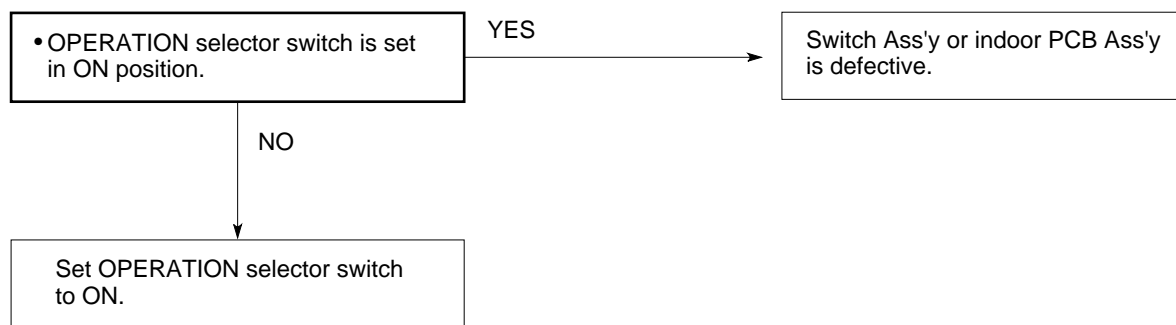 • OPERATION selector switch is set
in ON position.
YES
Switch Ass'y or indoor PCB Ass'y
is defective.
NO
Set OPERATION selector switch
to ON.